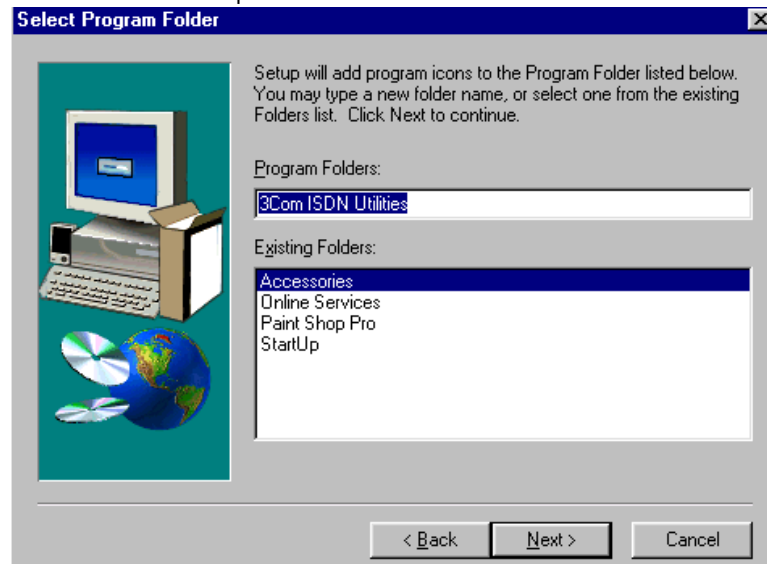 Select Program Folder
Setup will add program icons to the Program Folder listed below.
You may type a new folder name, or select one from the existing
Folders list. Click Next to continue.
Program Folders:
3Com ISDN Utilities
Existing Folders:
Accessories
Online Services
Paint Shop Pro
StartUp
< Back
Next >
Cancel